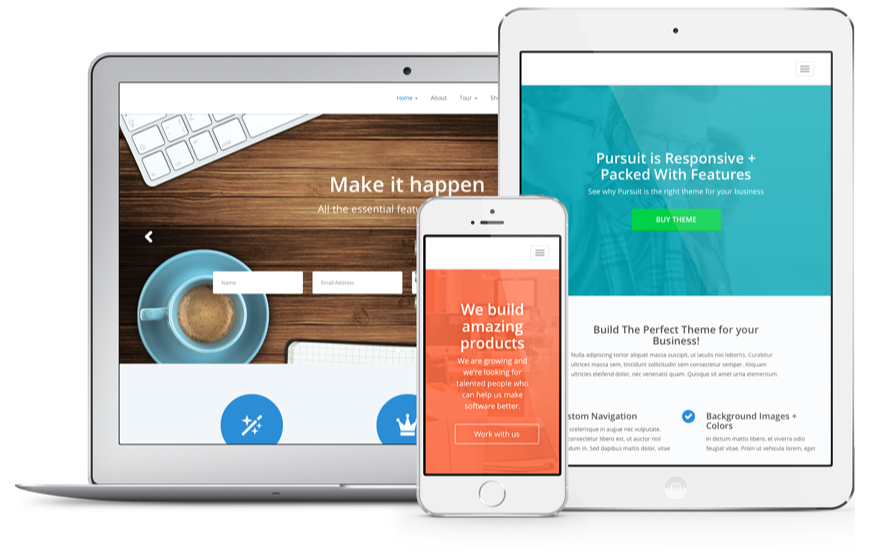 Home
About
Tour
Make it happen
All the essential
Name
Email Address
We build
amazing
products
We are growing and
we're looking for
talented people who
can help us make
software better.
Work with us
Pursuit is Responsive +
Packed With Features
See why Pursuit is the right theme for your business
BUY THEME
Build The Perfect Theme for your
Business!
Nulla adipiscing tortor aliquet massa suscipit, ut iaculis nisl lobortis. Curabitur
ultrices massa sem, tincidunt sollicitudin sem consectetur semper. Aliquam
ultricies eleifend dolor, nec venenatis quam. Quisque sit amet urna elementum.
stom Navigation
scelerisque in augue nec vulputate.
consectetur libero est, ut auctor nisl
dum in. Sed dapibus mattis dolor, vitae
Background Images +
Colors
In dictum mattis libero, et viverra odio
feugiat vitae. Proin ut vehicula lorem, eget